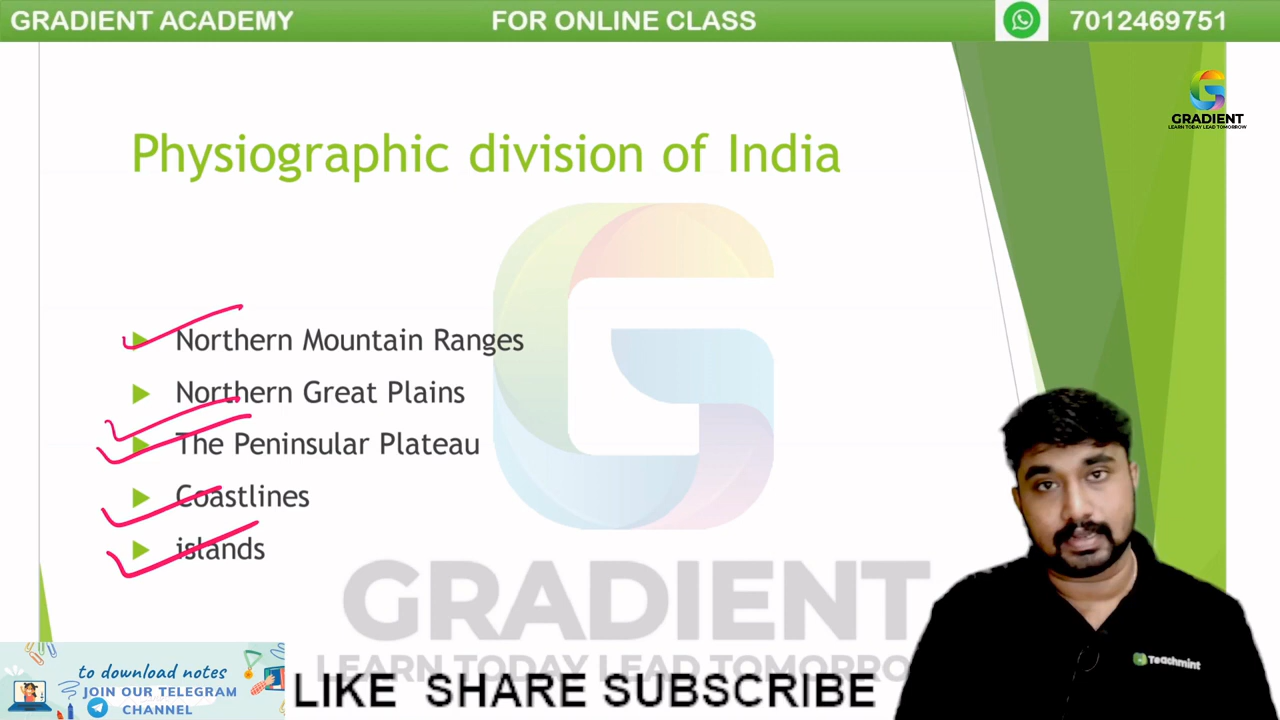 GRADIENT ACADEMY FOR ONLINE CLASS 7012469751
GRADIENT
LEARN TODAY LEAD TOMORROW
Physiographic division of India
Northern Mountain Ranges
Northern Great Plains
The Peninsular Plateau
Coastlines
islands
GRADIENT
LEARN TODAY LEAD TOMORRO
Teachmint
to download notes
JOIN OUR TELEGRAM
CHANNEL
LIKE SHARE SUBSCRIBE